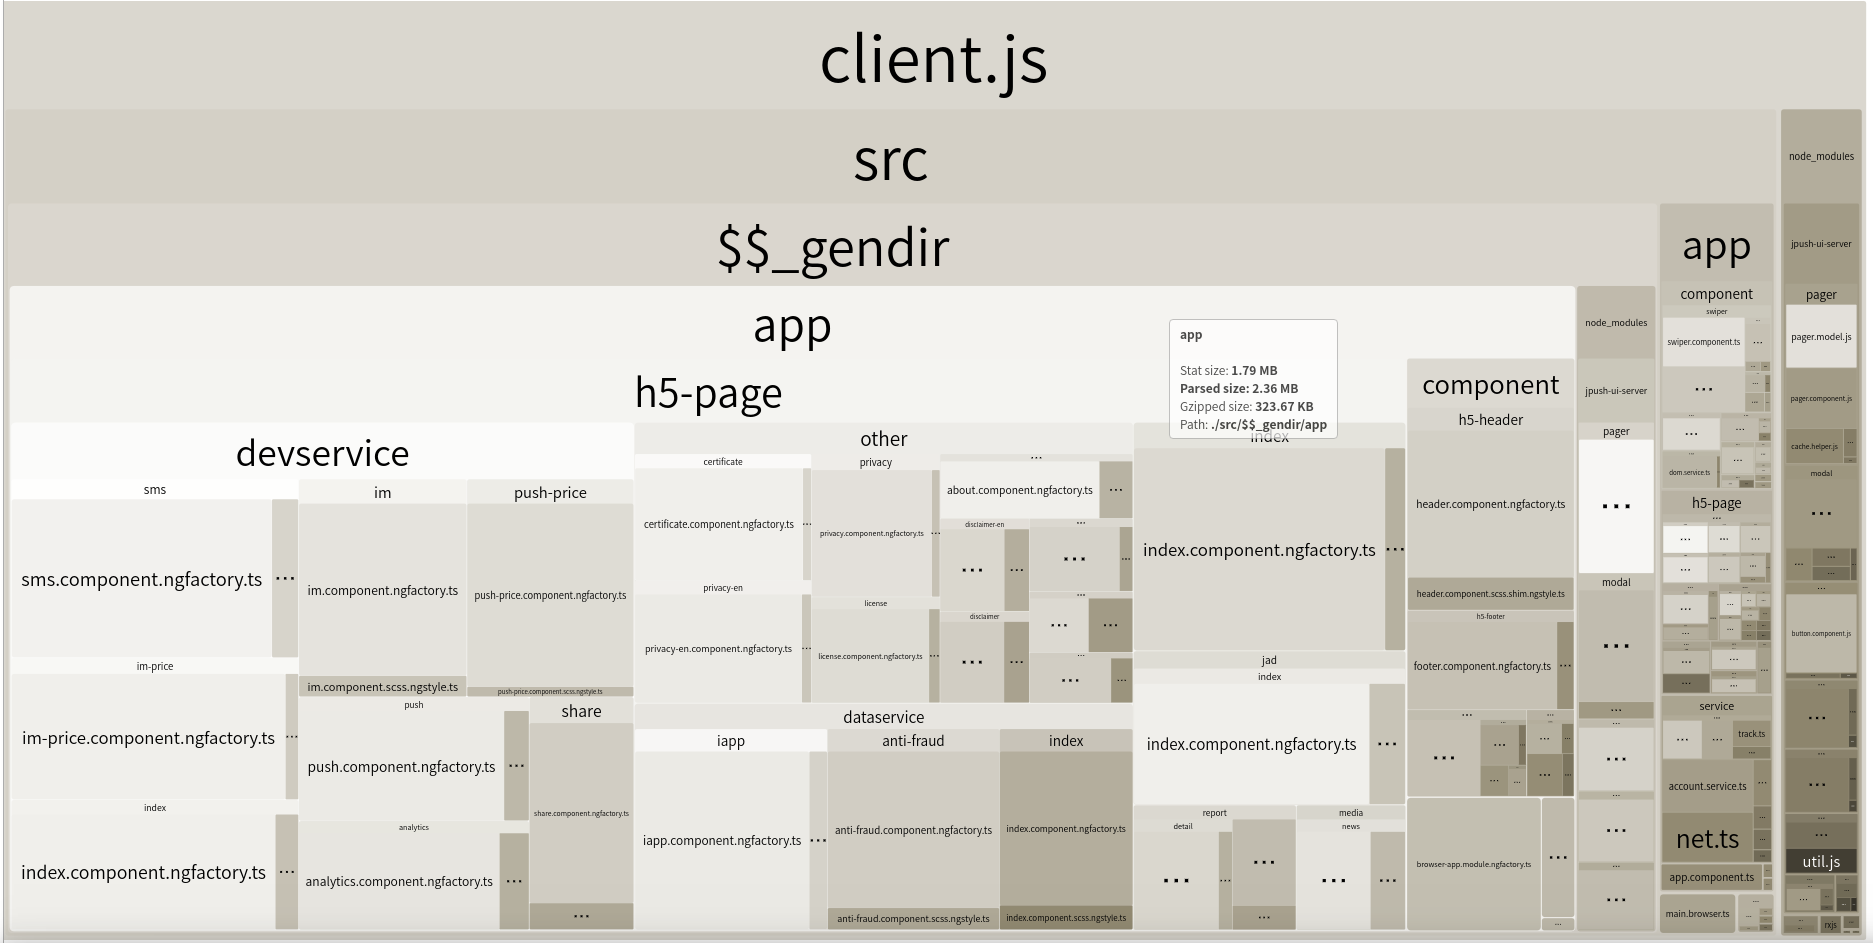 client.js
src
node_modules
$$_gendir
app
jpush-ui-server
app
component
pager
swiper
node_modules
app
Stat size: 1.79 MB
Parsed size: 2.36 MB
Gzipped size: 323.67 KB
Path: ./src/$$_gendir/app
swiper.component.ts
pager.model.js
h5-page
component
jpush-ui-server
pager.component.js
h5-header
devservice
other
index
pager
cache.helper.js
certificate
privacy
...
dom.service.ts
modal
sms
im
push-price
about.component.ngfactory.ts
...
header.component.ngfactory.ts
...
h5-page
certificate.component.ngfactory.ts
privacy.component.ngfactory.ts
disclaimer-en
...
index.component.ngfactory.ts
...
sms.component.ngfactory.ts
...
im.component.ngfactory.ts
push-price.component.ngfactory.ts
privacy-en
license
disclaimer
modal
header.component.scss.shim.ngstyle.ts
h5-footer
button.component.js
privacy-en.component.ngfactory.ts
license.component.ngfactory.ts
im-price
im.component.scss.ngstyle.ts
push-price.component.scss.ngstyle.ts
jad
index
footer.component.ngfactory.ts
push
share
dataservice
service
im-price.component.ngfactory.ts
...
iapp
anti-fraud
index
index.component.ngfactory.ts
...
track.ts
push.component.ngfactory.ts
...
account.service.ts
index
share.component.ngfactory.ts
report
media
analytics
detail
news
iapp.component.ngfactory.ts
...
anti-fraud.component.ngfactory.ts
index.component.ngfactory.ts
net.ts
browser-app.module.ngfactory.ts
...
util.js
index.component.ngfactory.ts
...
analytics.component.ngfactory.ts
...
app.component.ts
...
anti-fraud.component.scss.ngstyle.ts
index.component.scss.ngstyle.ts
main.browser.ts
rxjs